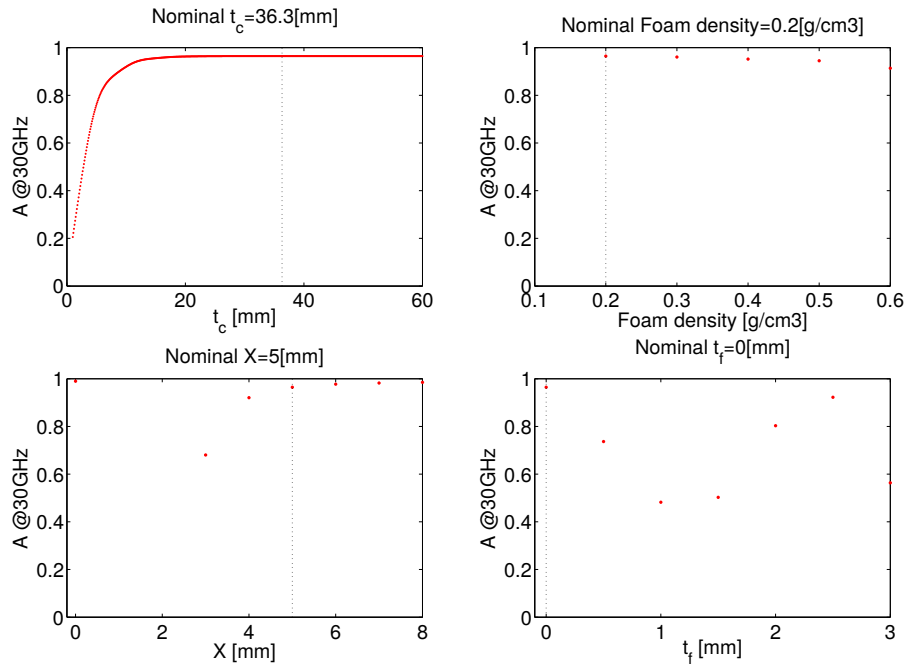 Nominal t_c=36.3[mm]
A @30GHz
1
0.8
0.6
0.4
0.2
0
0 20 40 60
t_c [mm]
Nominal Foam density=0.2[g/cm3]
A @30GHz
1
0.8
0.6
0.4
0.2
0
0.1 0.2 0.3 0.4 0.5 0.6
Foam density [g/cm3]
Nominal X=5[mm]
A @30GHz
1
0.8
0.6
0.4
0.2
0
0 2 4 6 8
X [mm]
Nominal t_f=0[mm]
A @30GHz
1
0.8
0.6
0.4
0.2
0
0 1 2 3
t_f [mm]